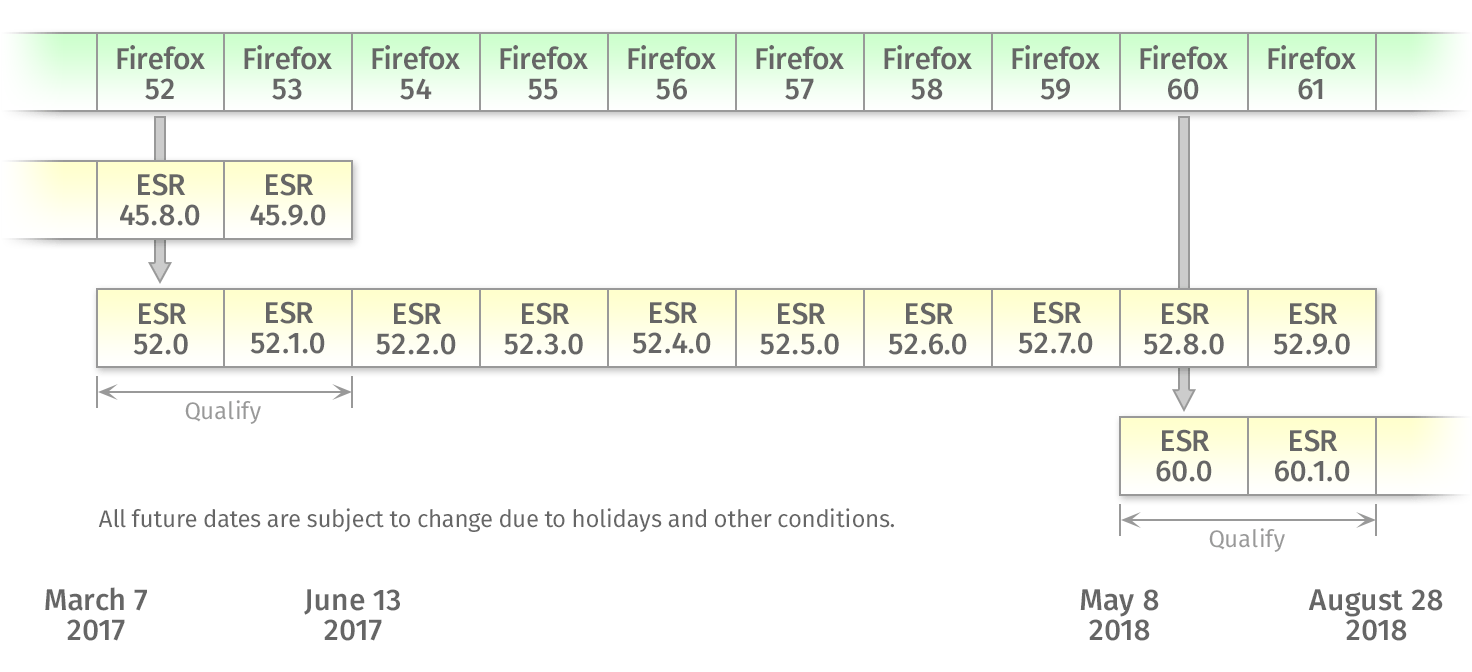 Firefox
52
Firefox
53
Firefox
54
Firefox
55
Firefox
56
Firefox
57
Firefox
58
Firefox
59
Firefox
60
Firefox
61
ESR
45.8.0
ESR
45.9.0
ESR
52.0
ESR
52.1.0
ESR
52.2.0
ESR
52.3.0
ESR
52.4.0
ESR
52.5.0
ESR
52.6.0
ESR
52.7.0
ESR
52.8.0
ESR
52.9.0
Qualify
ESR
60.0
ESR
60.1.0
Qualify
All future dates are subject to change due to holidays and other conditions.
March 7
2017
June 13
2017
May 8
2018
August 28
2018